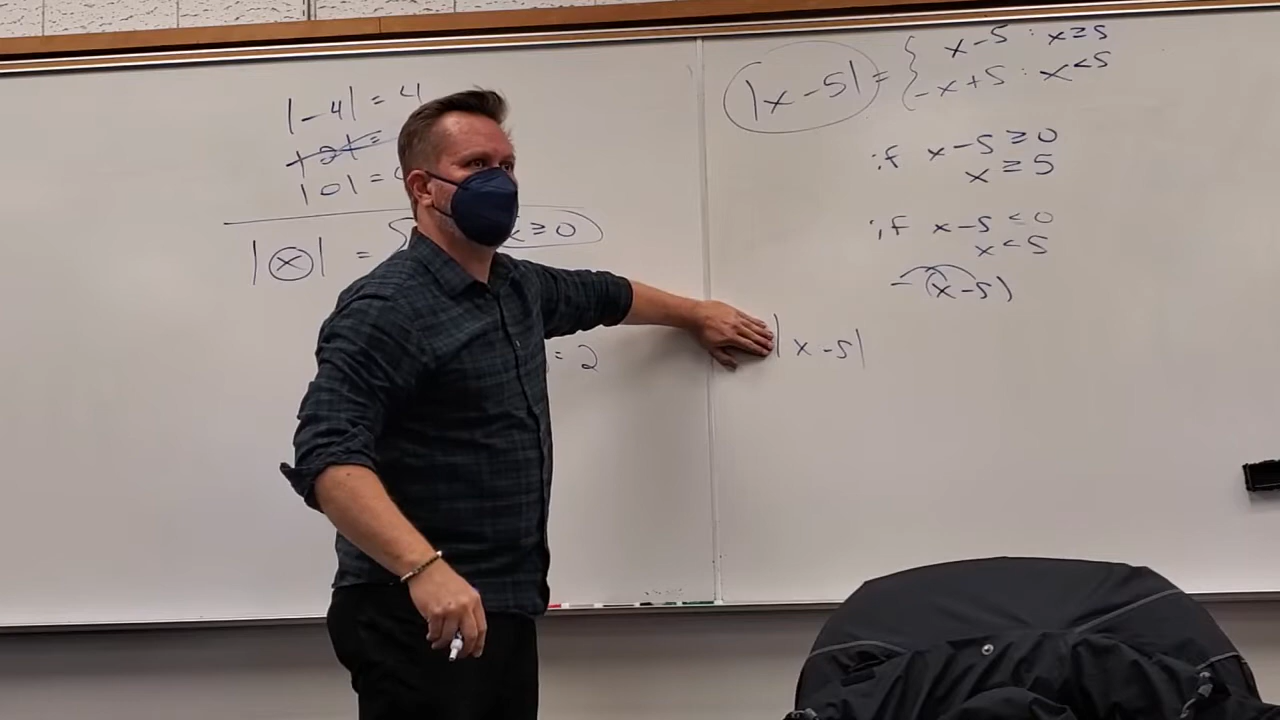 |-4| = 4
|0| =
|x| =
x ≥ 0
= 2
|x-5| = { x-5 : x ≥ 5
-x+5 : x < 5
if x-5 ≥ 0
x ≥ 5
if x-5 < 0
x < 5
-(x-5)
|x-5|